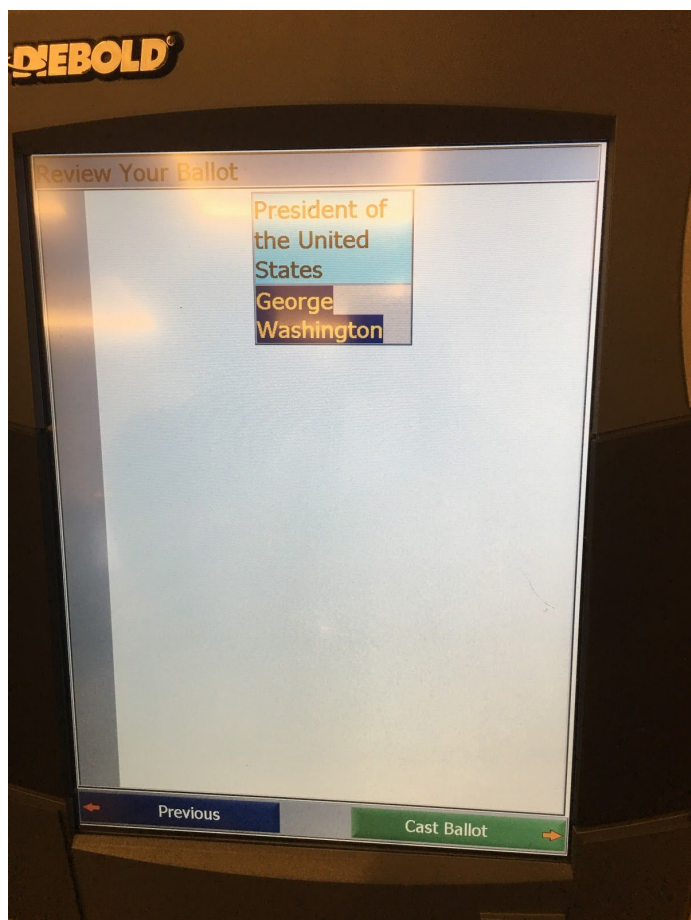 DIEBOLD
Review Your Ballot
President of
the United
States
George
Washington
Previous
Cast Ballot